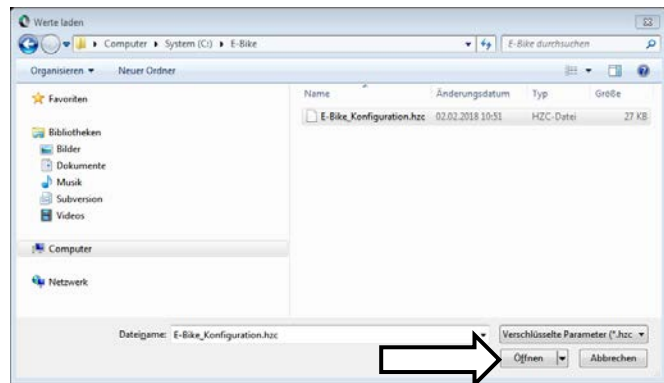 Werte laden
Computer System (C:) E-Bike
E-Bike durchsuchen
Organisieren Neuer Ordner
Favoriten
Bibliotheken
Bilder
Dokumente
Musik
Subversion
Videos
Computer
Netzwerk
Name Änderungsdatum Typ Größe
E-Bike_Konfiguration.hzc 02.02.2018 10:51 HZC-Datei 27 KB
Dateiname: E-Bike_Konfiguration.hzc
Verschlüsselte Parameter (*.hzc
Öffnen Abbrechen